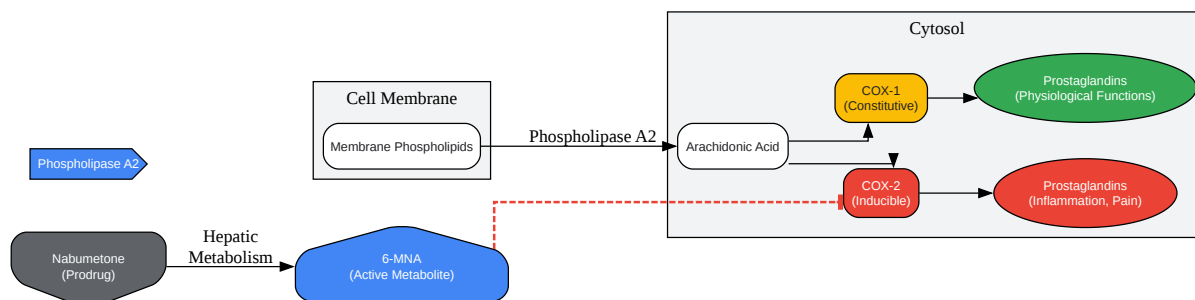 Cytosol
COX-1
(Constitutive)
Prostaglandins
(Physiological Functions)
Cell Membrane
Membrane Phospholipids
Phospholipase A2
Arachidonic Acid
Phospholipase A2
COX-2
(Inducible)
Prostaglandins
(Inflammation, Pain)
Nabumetone
(Prodrug)
Hepatic
Metabolism
6-MNA
(Active Metabolite)